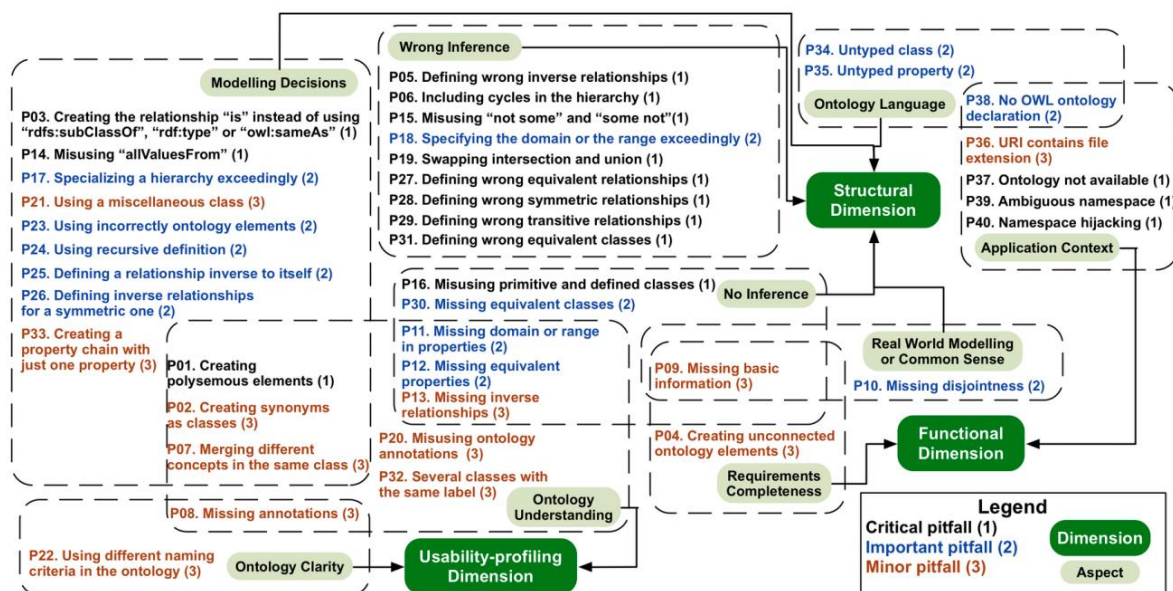 Modelling Decisions
P03. Creating the relationship “is” instead of using
“rdfs:subClassOf”, “rdf:type” or “owl:sameAs” (1)
P14. Misusing “allValuesFrom” (1)
P17. Specializing a hierarchy exceedingly (2)
P21. Using a miscellaneous class (3)
P23. Using incorrectly ontology elements (2)
P24. Using recursive definition (2)
P25. Defining a relationship inverse to itself (2)
P26. Defining inverse relationships
for a symmetric one (2)
P33. Creating a
property chain with
just one property (3)
P01. Creating
polysemous elements (1)
P02. Creating synonyms
as classes (3)
P07. Merging different
concepts in the same class (3)
P08. Missing annotations (3)
P22. Using different naming
criteria in the ontology (3)
Ontology Clarity
Wrong Inference
P05. Defining wrong inverse relationships (1)
P06. Including cycles in the hierarchy (1)
P15. Misusing “not some” and “some not” (1)
P18. Specifying the domain or the range exceedingly (2)
P19. Swapping intersection and union (1)
P27. Defining wrong equivalent relationships (1)
P28. Defining wrong symmetric relationships (1)
P29. Defining wrong transitive relationships (1)
P31. Defining wrong equivalent classes (1)
P16. Misusing primitive and defined classes (1)
No Inference
P30. Missing equivalent classes (2)
P11. Missing domain or range
in properties (2)
P12. Missing equivalent
properties (2)
P13. Missing inverse
relationships (3)
P20. Misusing ontology
annotations (3)
P32. Several classes with
the same label (3)
Ontology
Understanding
Usability-profiling
Dimension
P34. Untyped class (2)
P35. Untyped property (2)
Ontology Language
P38. No OWL ontology
declaration (2)
P36. URI contains file
extension (3)
P37. Ontology not available (1)
P39. Ambiguous namespace (1)
P40. Namespace hijacking (1)
Application Context
Structural
Dimension
Real World Modelling
or Common Sense
P09. Missing basic
information (3)
P10. Missing disjointness (2)
P04. Creating unconnected
ontology elements (3)
Requirements
Completeness
Functional
Dimension
Legend
Critical pitfall (1)
Important pitfall (2)
Minor pitfall (3)
Dimension
Aspect